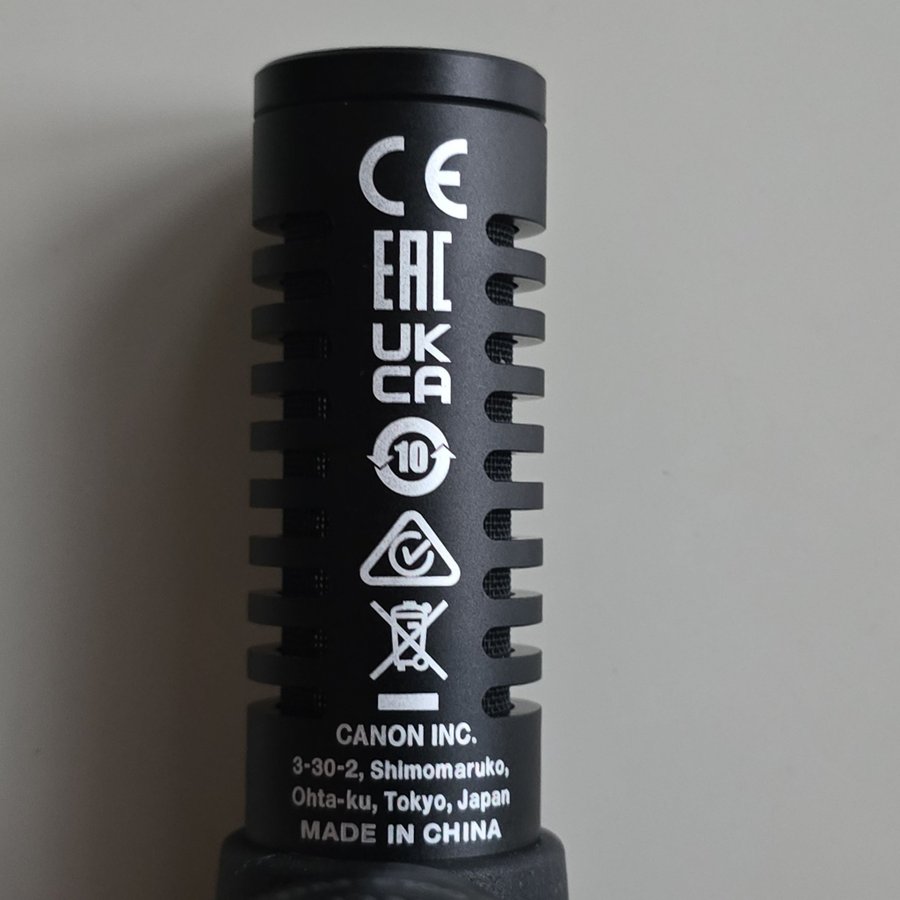 CE
EAC
UK
CA
10
CANON INC.
3-30-2, Shimomaruko,
Ohta-ku, Tokyo, Japan
MADE IN CHINA